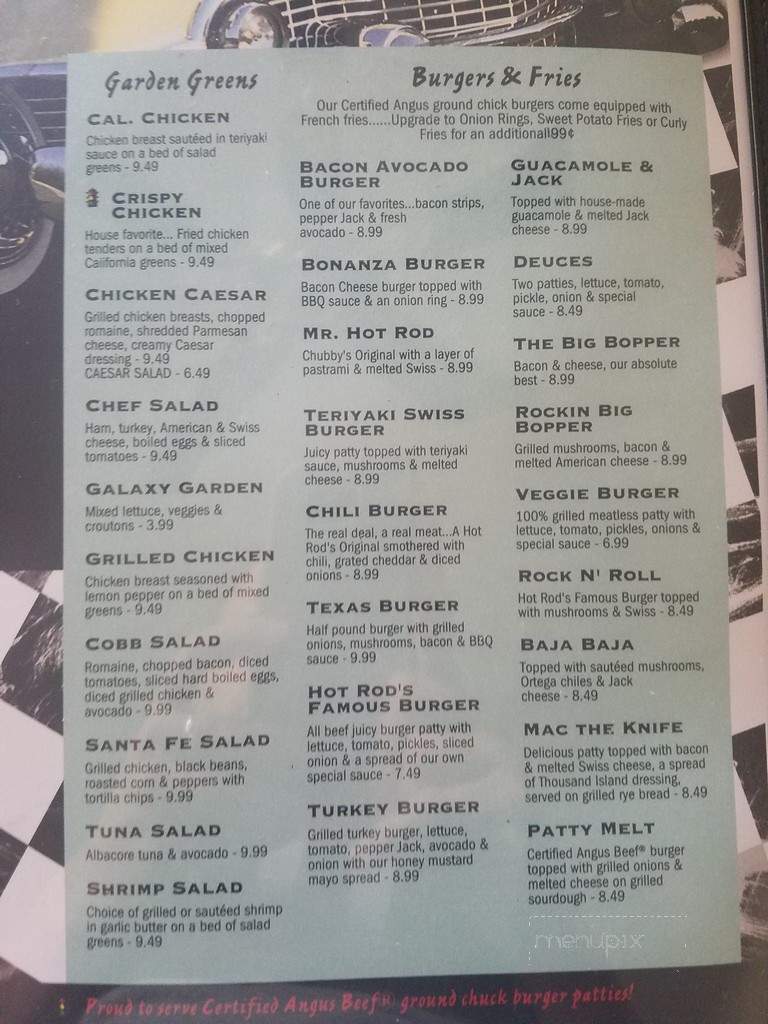 Garden Greens
CAL. CHICKEN
Chicken breast sautéed in teriyaki
sauce on a bed of salad
greens - 9.49
CRISPY
CHICKEN
House favorite... Fried chicken
tenders on a bed of mixed
California greens - 9.49
CHICKEN CAESAR
Grilled chicken breasts, chopped
romaine, shredded Parmesan
cheese, creamy Caesar
dressing - 9.49
CAESAR SALAD - 6.49
CHEF SALAD
Ham, turkey, American & Swiss
cheese, boiled eggs & sliced
tomatoes - 9.49
GALAXY GARDEN
Mixed lettuce, veggies &
croutons - 3.99
GRILLED CHICKEN
Chicken breast seasoned with
lemon pepper on a bed of mixed
greens - 9.49
COBB SALAD
Romaine, chopped bacon, diced
tomatoes, sliced hard boiled eggs,
diced grilled chicken &
avocado - 9.99
SANTA FE SALAD
Grilled chicken, black beans,
roasted corn & peppers with
tortilla chips - 9.99
TUNA SALAD
Albacore tuna & avocado - 9.99
SHRIMP SALAD
Choice of grilled or sautéed shrimp
in garlic butter on a bed of salad
greens - 9.49
Burgers & Fries
Our Certified Angus ground chick burgers come equipped with
French fries......Upgrade to Onion Rings, Sweet Potato Fries or Curly
Fries for an additionall99¢
BACON AVOCADO
BURGER
One of our favorites...bacon strips,
pepper Jack & fresh
avocado - 8.99
BONANZA BURGER
Bacon Cheese burger topped with
BBQ sauce & an onion ring - 8.99
MR. HOT ROD
Chubby's Original with a layer of
pastrami & melted Swiss - 8.99
TERIYAKI SWISS
BURGER
Juicy patty topped with teriyaki
sauce, mushrooms & melted
cheese - 8.99
CHILI BURGER
The real deal, a real meat...A Hot
Rod's Original smothered with
chili, grated cheddar & diced
onions - 8.99
TEXAS BURGER
Half pound burger with grilled
onions, mushrooms, bacon & BBQ
sauce - 9.99
HOT ROD'S
FAMOUS BURGER
All beef juicy burger patty with
lettuce, tomato, pickles, sliced
onion & a spread of our own
special sauce - 7.49
TURKEY BURGER
Grilled turkey burger, lettuce,
tomato, pepper Jack, avocado &
onion with our honey mustard
mayo spread - 8.99
GUACAMOLE &
JACK
Topped with house-made
guacamole & melted Jack
cheese - 8.99
DEUCES
Two patties, lettuce, tomato,
pickle, onion & special
sauce - 8.49
THE BIG BOPPER
Bacon & cheese, our absolute
best - 8.99
ROCKIN BIG
BOPPER
Grilled mushrooms, bacon &
melted American cheese - 8.99
VEGGIE BURGER
100% grilled meatless patty with
lettuce, tomato, pickles, onions &
special sauce - 6.99
ROCK N' ROLL
Hot Rod's Famous Burger topped
with mushrooms & Swiss - 8.49
BAJA BAJA
Topped with sautéed mushrooms,
Ortega chiles & Jack
cheese - 8.49
MAC THE KNIFE
Delicious patty topped with bacon
& melted Swiss cheese, a spread
of Thousand Island dressing,
served on grilled rye bread - 8.49
PATTY MELT
Certified Angus Beef® burger
topped with grilled onions &
melted cheese on grilled
sourdough - 8.49
menupix
Proud to serve Certified Angus Beef® ground chuck burger patties!